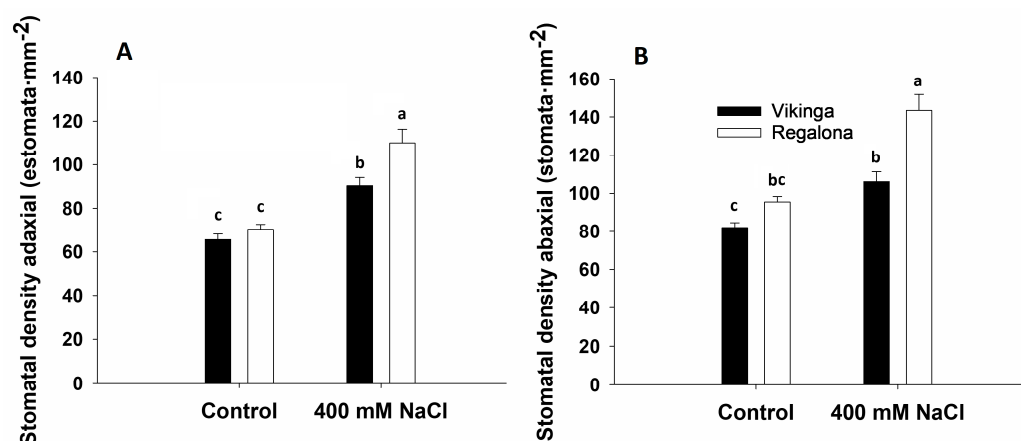 A
Stomatal density adaxial (estomata·mm-2)
140
120
100
80
60
40
20
0
c
c
b
a
Control
400 mM NaCl
B
Stomatal density abaxial (stomata·mm-2)
160
140
120
100
80
60
40
20
0
Vikinga
Regalona
c
bc
b
a
Control
400 mM NaCl